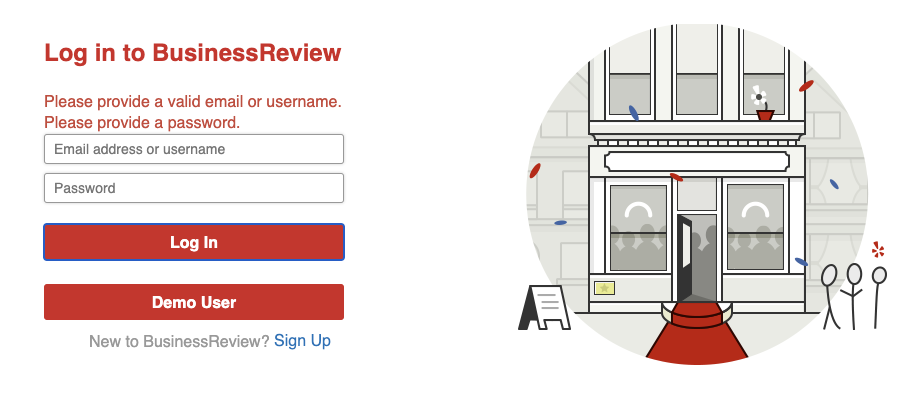 Log in to BusinessReview
Please provide a valid email or username.
Please provide a password.
Email address or username
Password
Log In
Demo User
New to BusinessReview? Sign Up